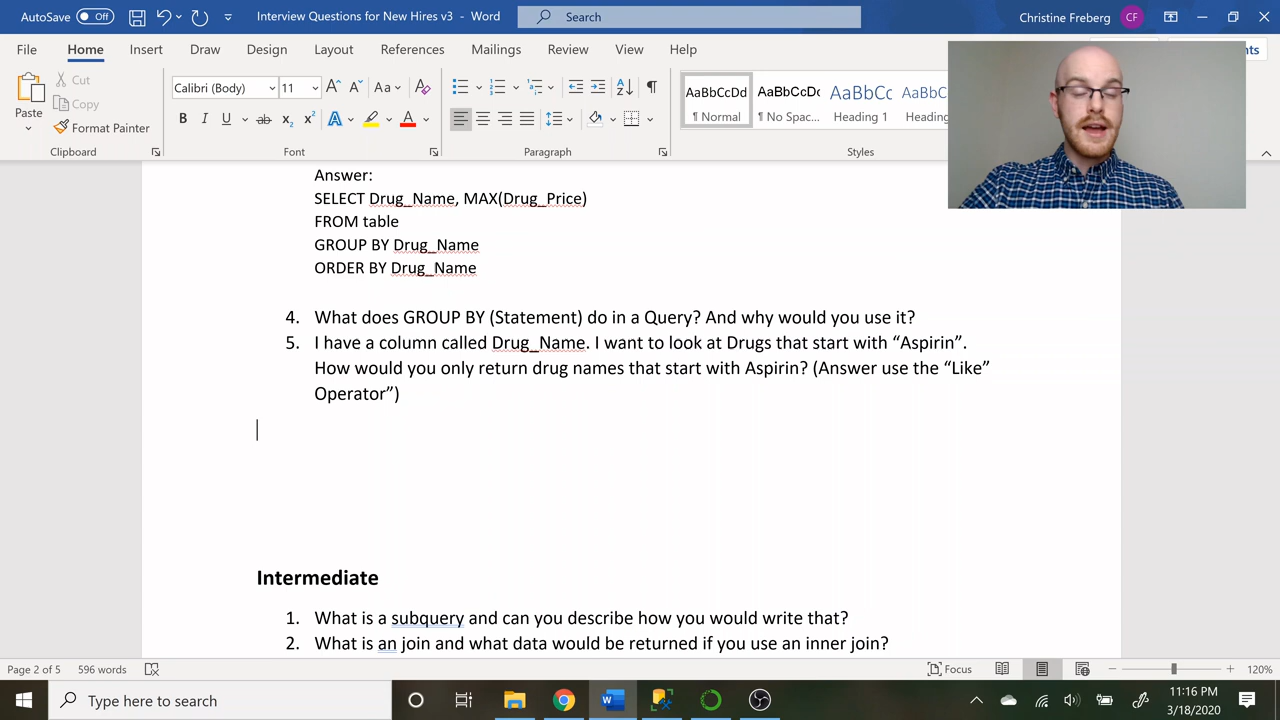 AutoSave Off Interview Questions for New Hires v3 - Word Search Christine Freberg CF
File Home Insert Draw Design Layout References Mailings Review View Help
Paste Cut Copy Format Painter
Calibri (Body) 11 Aa
B I U ab x₂ x² A A
AaBbCcDd AaBbCcDc AaBbCc AaBbCc
¶ Normal ¶ No Spac... Heading 1 Heading
Clipboard Font Paragraph Styles
Answer:
SELECT Drug_Name, MAX(Drug_Price)
FROM table
GROUP BY Drug_Name
ORDER BY Drug_Name
4. What does GROUP BY (Statement) do in a Query? And why would you use it?
5. I have a column called Drug_Name. I want to look at Drugs that start with “Aspirin”.
How would you only return drug names that start with Aspirin? (Answer use the “Like”
Operator”)
Intermediate
1. What is a subquery and can you describe how you would write that?
2. What is an join and what data would be returned if you use an inner join?
Page 2 of 5 596 words Focus 120%
Type here to search
11:16 PM
3/18/2020